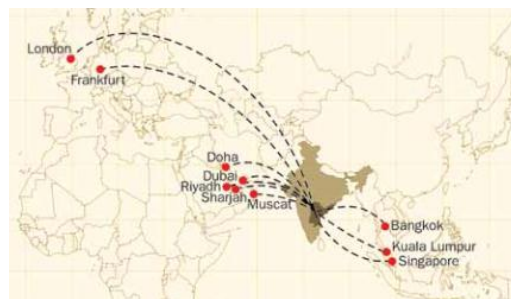 London
Frankfurt
Doha
Dubai
Riyadh
Sharjah
Muscat
Bangkok
Kuala Lumpur
Singapore